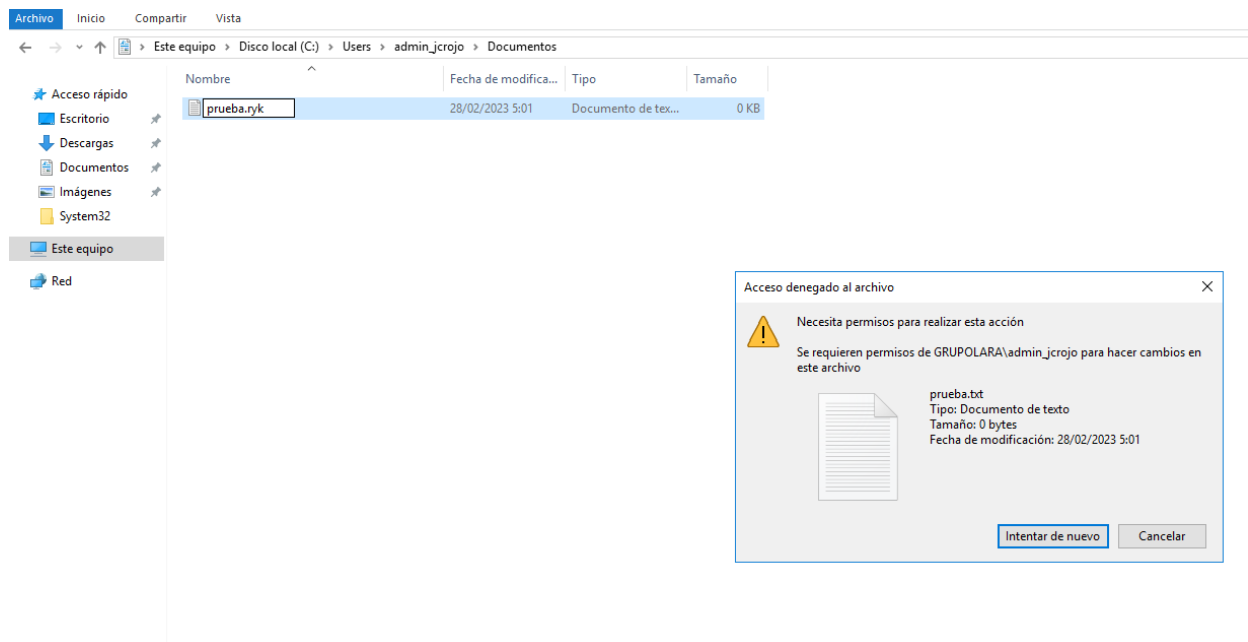 Archivo Inicio Compartir Vista
Este equipo > Disco local (C:) > Users > admin_jcrojo > Documentos
Nombre Fecha de modifica... Tipo Tamaño
prueba.ryk 28/02/2023 5:01 Documento de tex... 0 KB
Acceso rápido
Escritorio
Descargas
Documentos
Imágenes
System32
Este equipo
Red
Acceso denegado al archivo
Necesita permisos para realizar esta acción
Se requieren permisos de GRUPOLARA\admin_jcrojo para hacer cambios en
este archivo
prueba.txt
Tipo: Documento de texto
Tamaño: 0 bytes
Fecha de modificación: 28/02/2023 5:01
Intentar de nuevo Cancelar